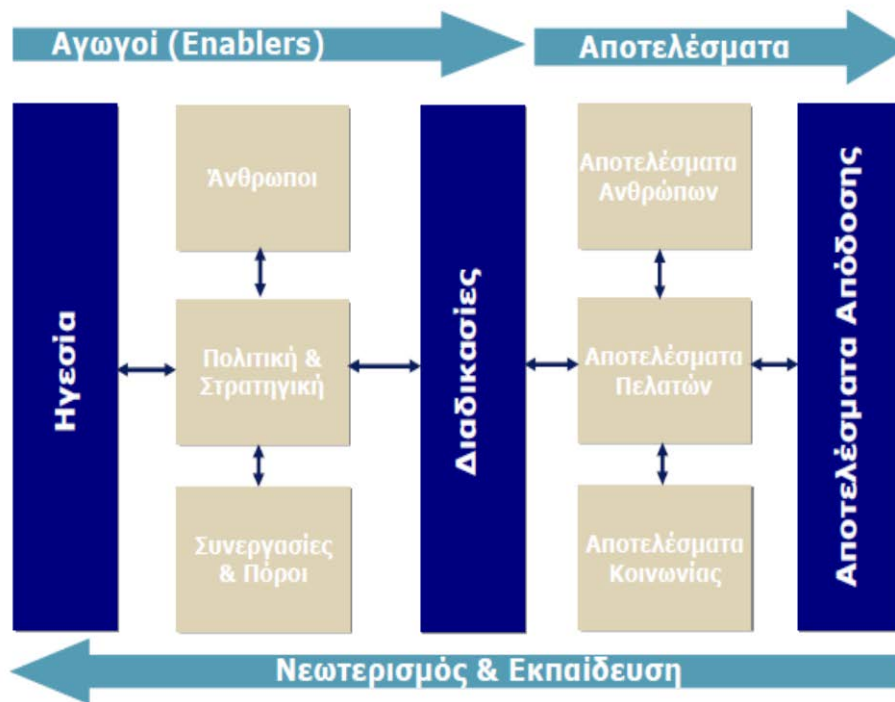 Αγωγοί (Enablers)
Αποτελέσματα
Ηγεσία
Άνθρωποι
Πολιτική &
Στρατηγική
Συνεργασίες
& Πόροι
Διαδικασίες
Αποτελέσματα
Ανθρώπων
Αποτελέσματα
Πελατών
Αποτελέσματα
Κοινωνίας
Αποτελέσματα Απόδοσης
Νεωτερισμός & Εκπαίδευση